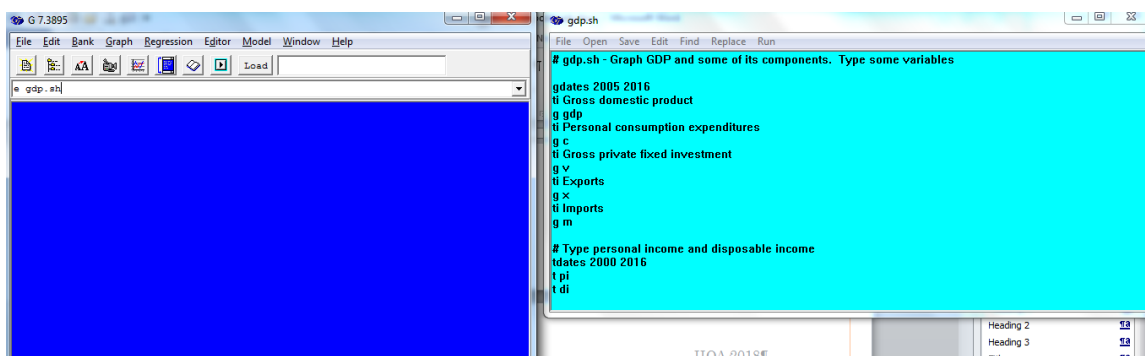 G 7.3895
File Edit Bank Graph Regression Editor Model Window Help
Load
e gdp.sh
gdp.sh
File Open Save Edit Find Replace Run
# gdp.sh - Graph GDP and some of its components. Type some variables
gdates 2005 2016
ti Gross domestic product
g gdp
ti Personal consumption expenditures
g c
ti Gross private fixed investment
g v
ti Exports
g x
ti Imports
g m
# Type personal income and disposable income
tdates 2000 2016
t pi
t di
Heading 2
Heading 3